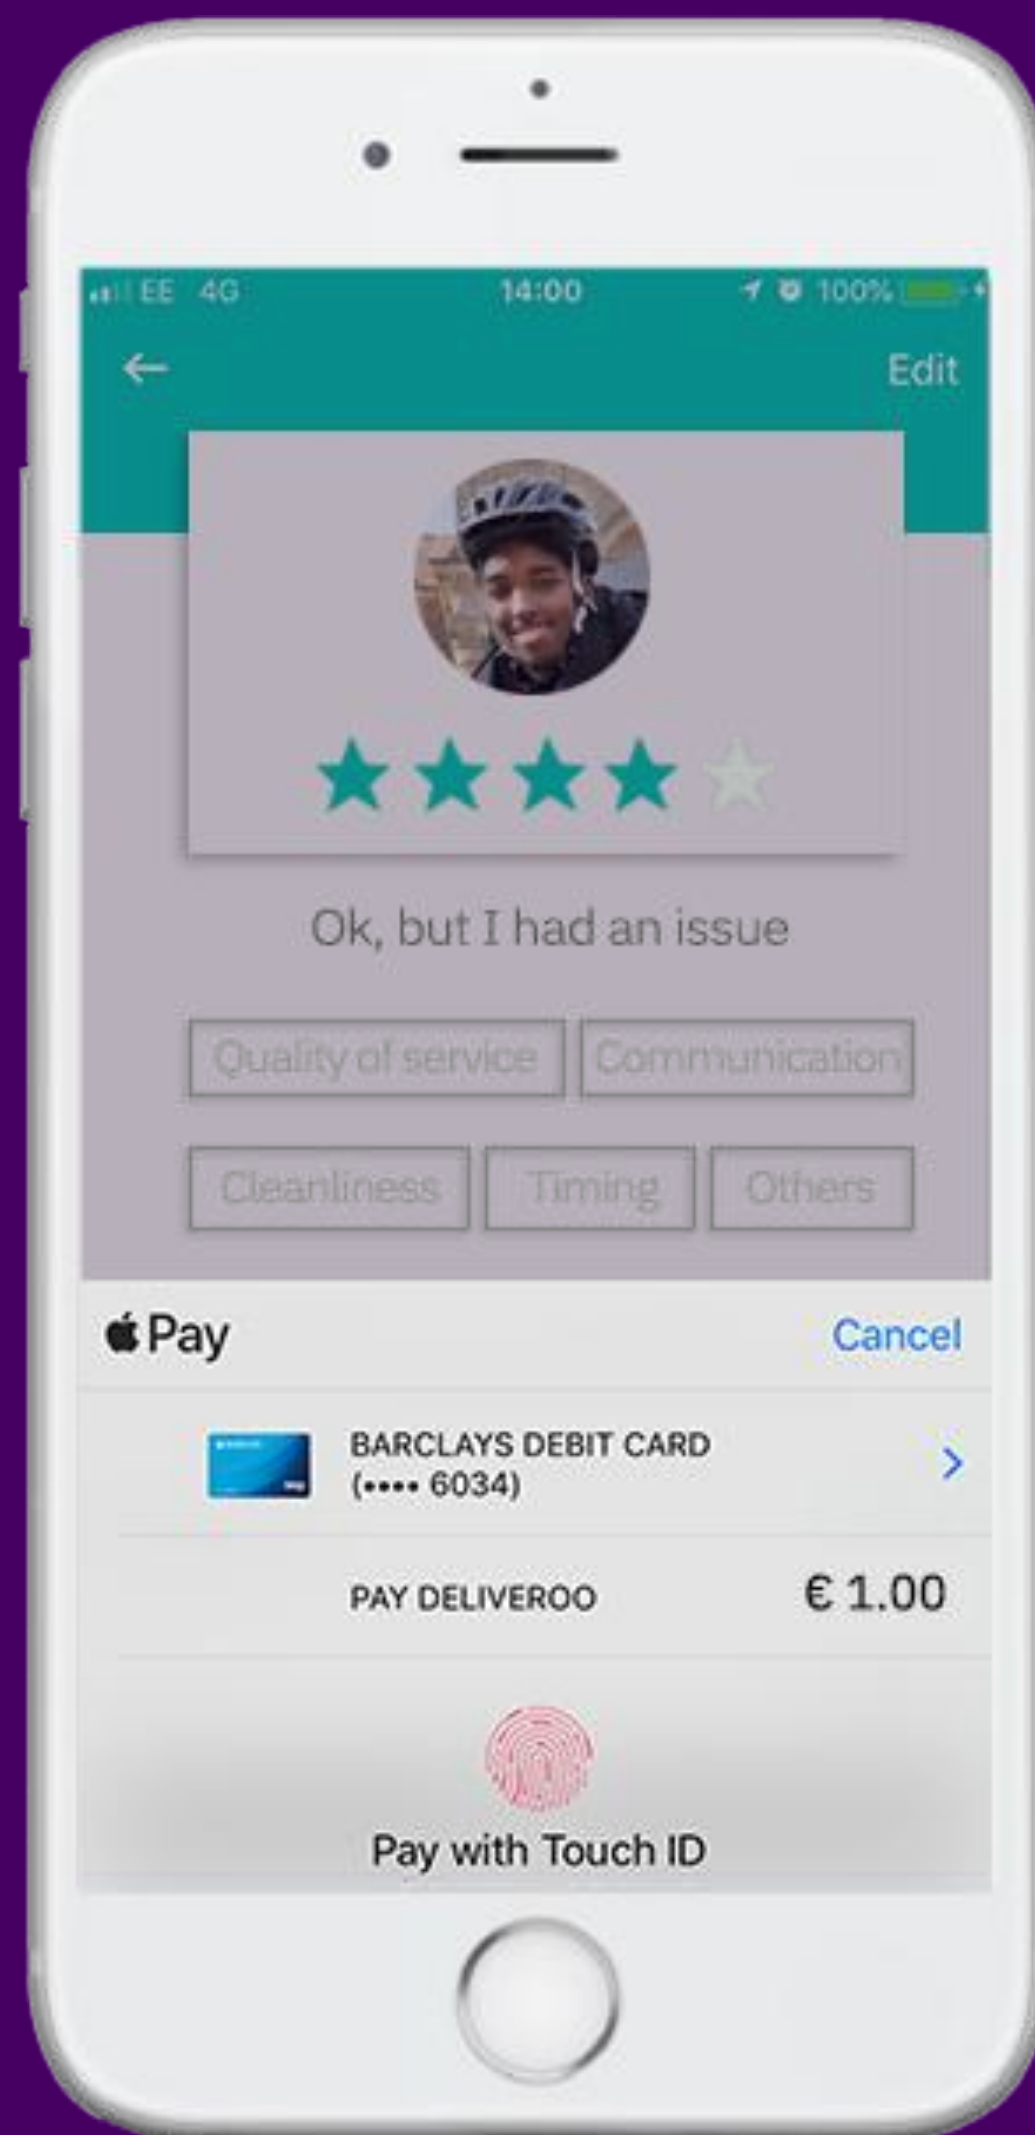 EE 4G 14:00 100%
← Edit
Ok, but I had an issue
Quality of service Communication
Cleanliness Timing Others
Pay Cancel
BARCLAYS DEBIT CARD
(•••• 6034)
PAY DELIVEROO € 1.00
Pay with Touch ID